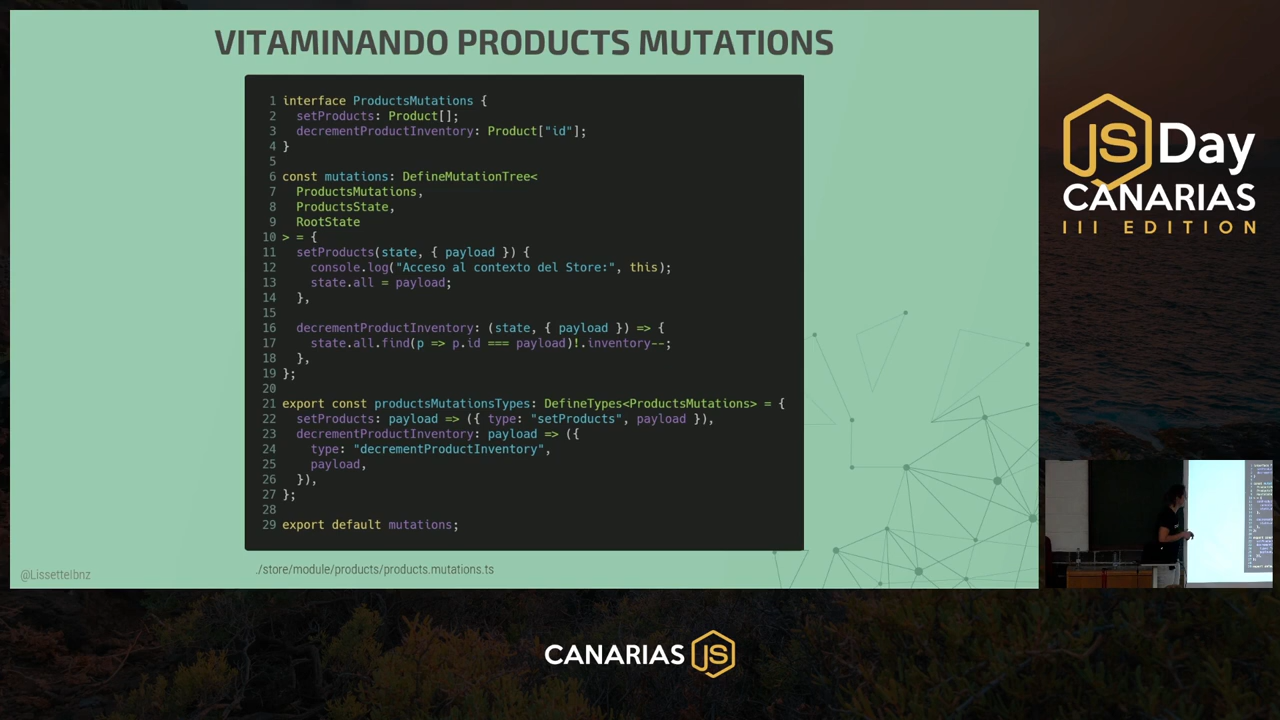 VITAMINANDO PRODUCTS MUTATIONS
1 interface ProductsMutations {
2 setProducts: Product[];
3 decrementProductInventory: Product["id"];
4 }
5
6 const mutations: DefineMutationTree<
7 ProductsMutations,
8 ProductsState,
9 RootState
10 > = {
11 setProducts(state, { payload }) {
12 console.log("Acceso al contexto del Store:", this);
13 state.all = payload;
14 },
15
16 decrementProductInventory: (state, { payload }) => {
17 state.all.find(p => p.id === payload)!.inventory--;
18 },
19 };
20
21 export const productsMutationsTypes: DefineTypes<ProductsMutations> = {
22 setProducts: payload => ({ type: "setProducts", payload }),
23 decrementProductInventory: payload => ({
24 type: "decrementProductInventory",
25 payload,
26 }),
27 };
28
29 export default mutations;
./store/module/products/products.mutations.ts
@LissetteIbnz
JS Day
CANARIAS
III EDITION
CANARIAS JS